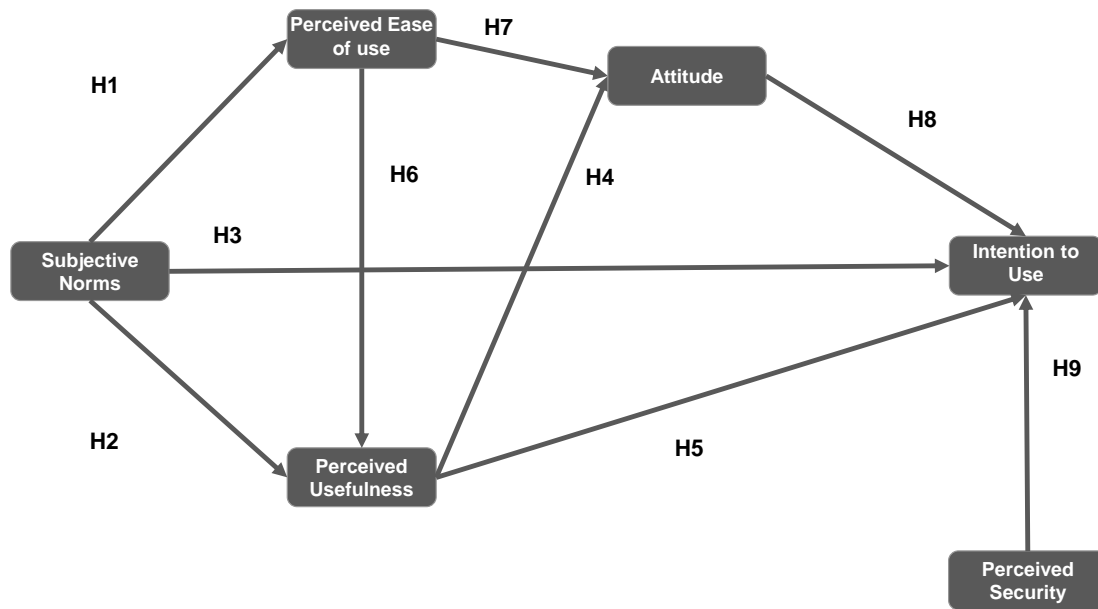 Perceived Ease
of use
H7
Attitude
H1
H8
H6
H4
H3
Subjective
Norms
Intention to
Use
H9
H2
H5
Perceived
Usefulness
Perceived
Security